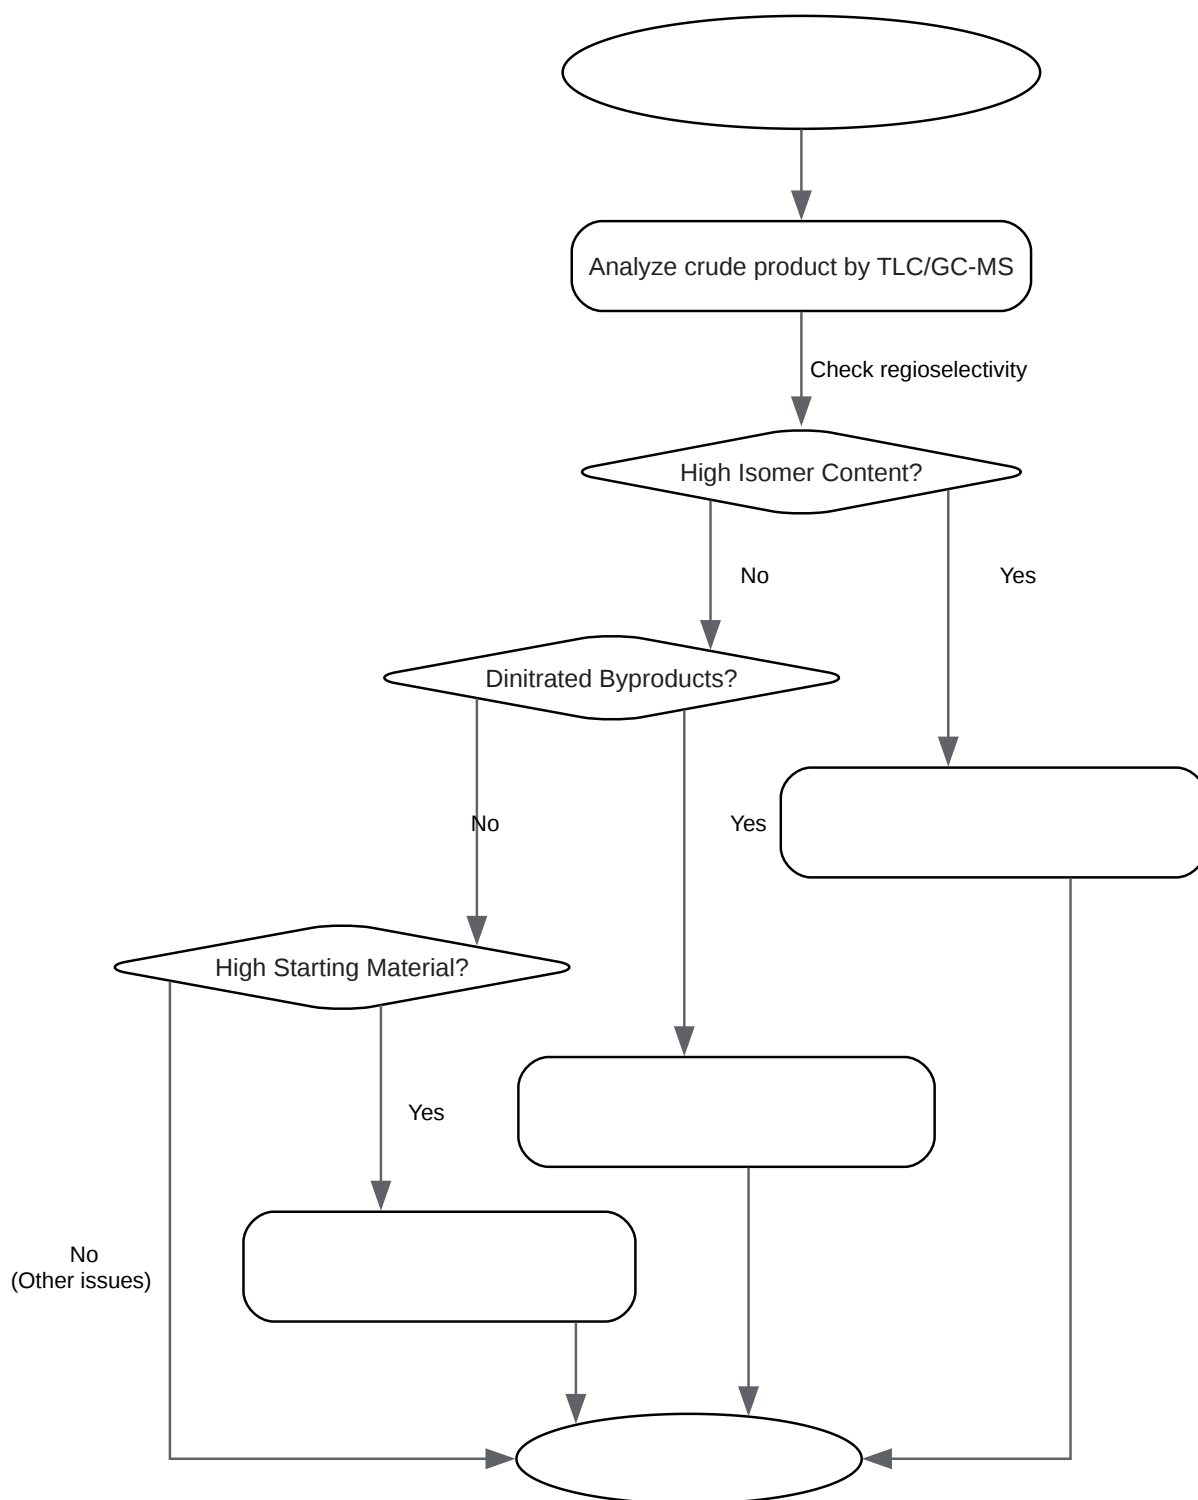 Analyze crude product by TLC/GC-MS
Check regioselectivity
High Isomer Content?
No
Yes
Dinitrated Byproducts?
No
Yes
High Starting Material?
Yes
No
(Other issues)